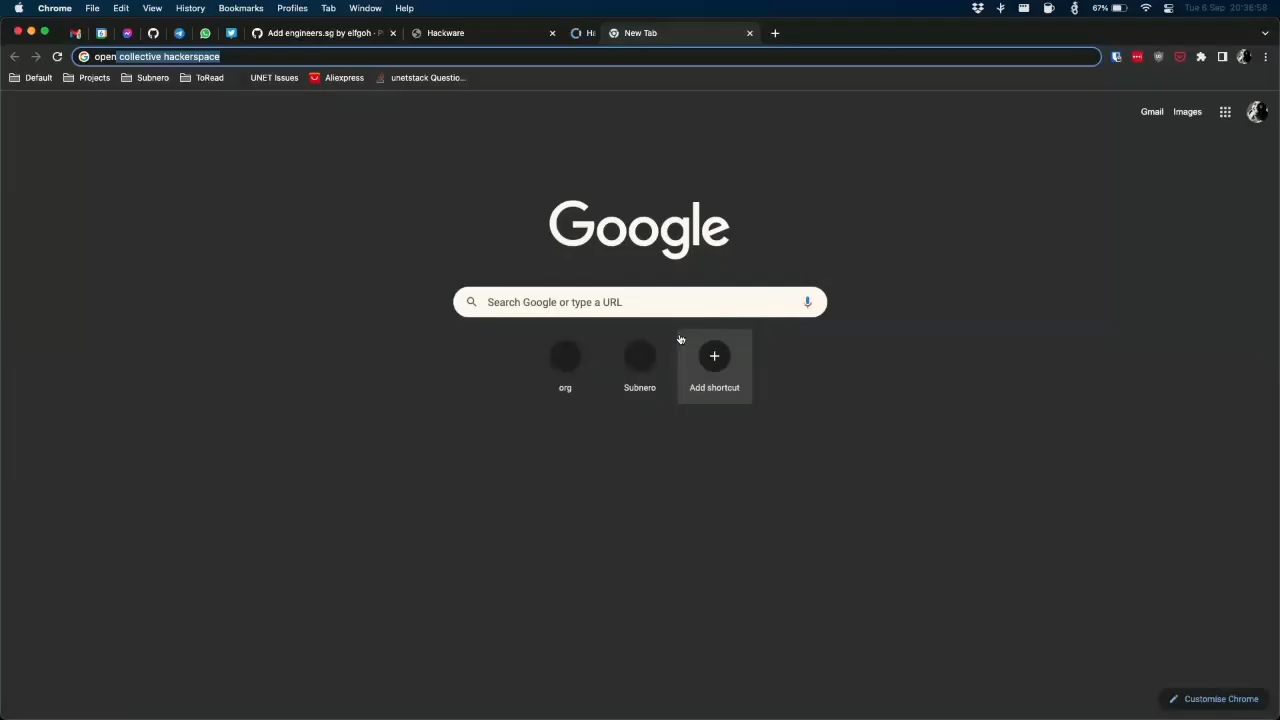 Chrome File Edit View History Bookmarks Profiles Tab Window Help 67% Tue 6 Sep 20:36:58
Add engineers.sg by elfgoh · P Hackware Ha New Tab
open collective hackerspace
Default Projects Subnero ToRead UNET Issues Aliexpress unetstack Questio...
Gmail Images
Google
Search Google or type a URL
org Subnero Add shortcut
Customise Chrome